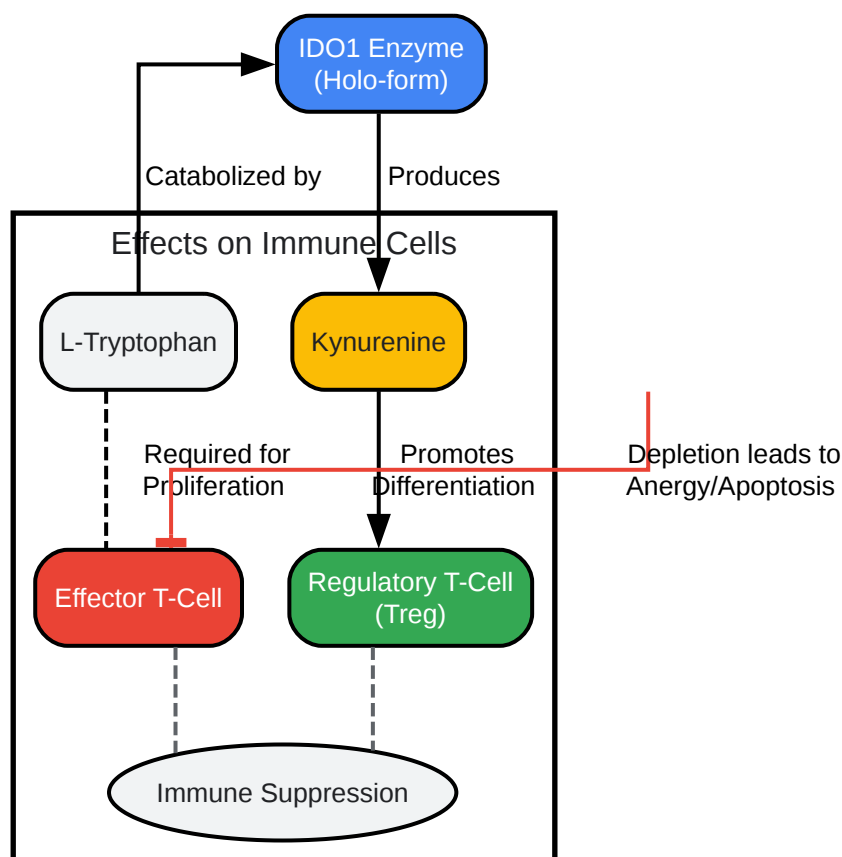 IDO1 Enzyme
(Holo-form)
Catabolized by
Produces
Effects on Immune Cells
L-Tryptophan
Kynurenine
Required for
Proliferation
Promotes
Differentiation
Depletion leads to
Anergy/Apoptosis
Effector T-Cell
Regulatory T-Cell
(Treg)
Immune Suppression